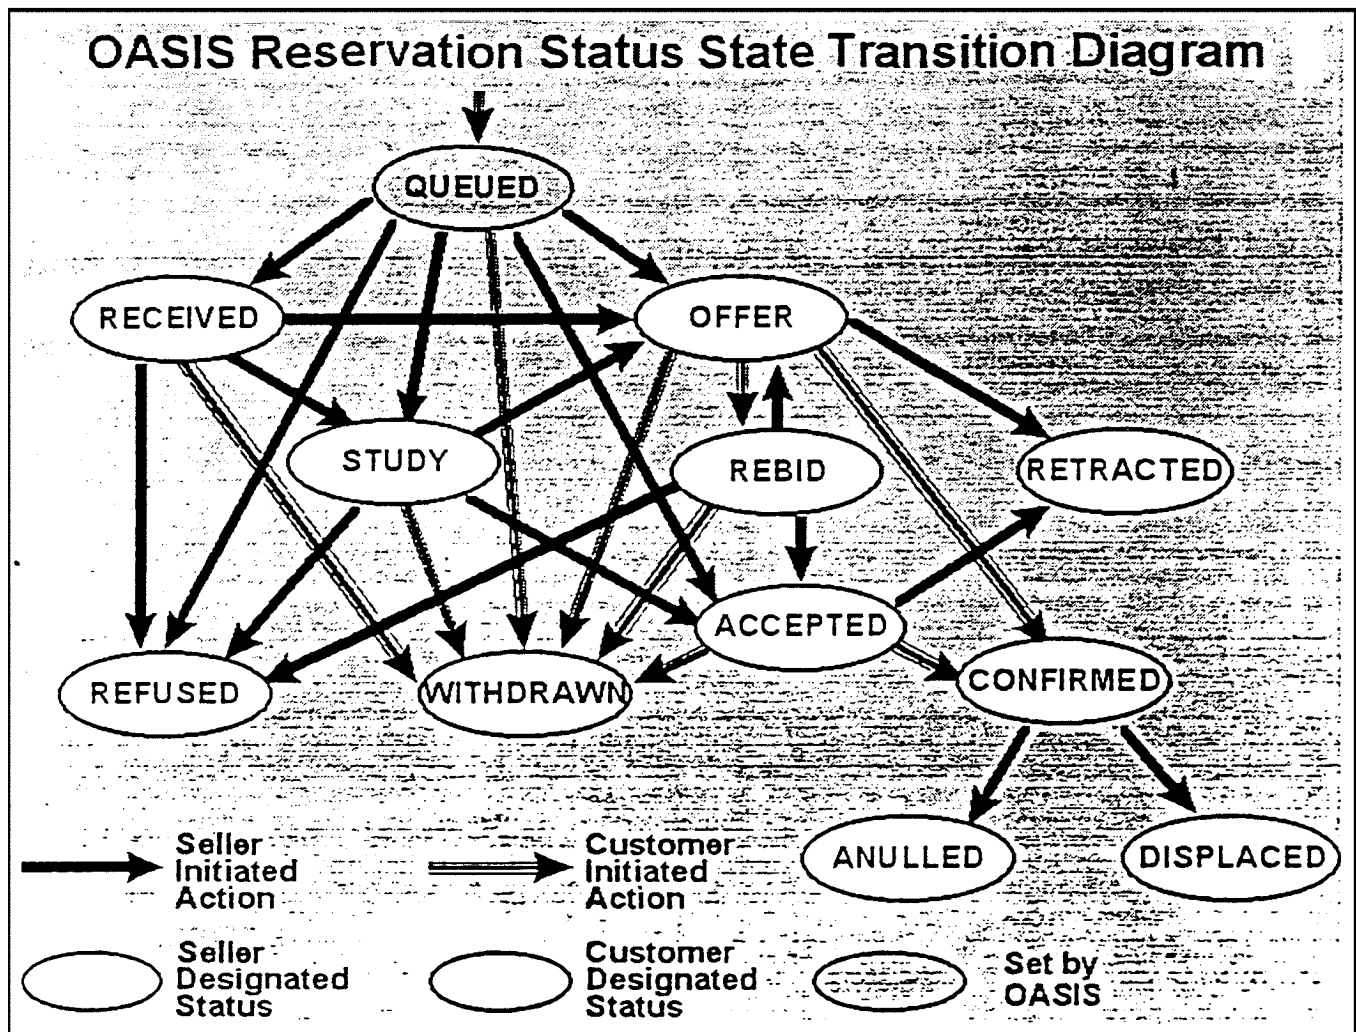 OASIS Reservation Status State Transition Diagram
QUEUED
RECEIVED
OFFER
STUDY
REBID
RETRACTED
ACCEPTED
REFUSED
WITHDRAWN
CONFIRMED
ANULLED
DISPLACED
Seller
Initiated
Action
Customer
Initiated
Action
Seller
Designated
Status
Customer
Designated
Status
Set by
OASIS